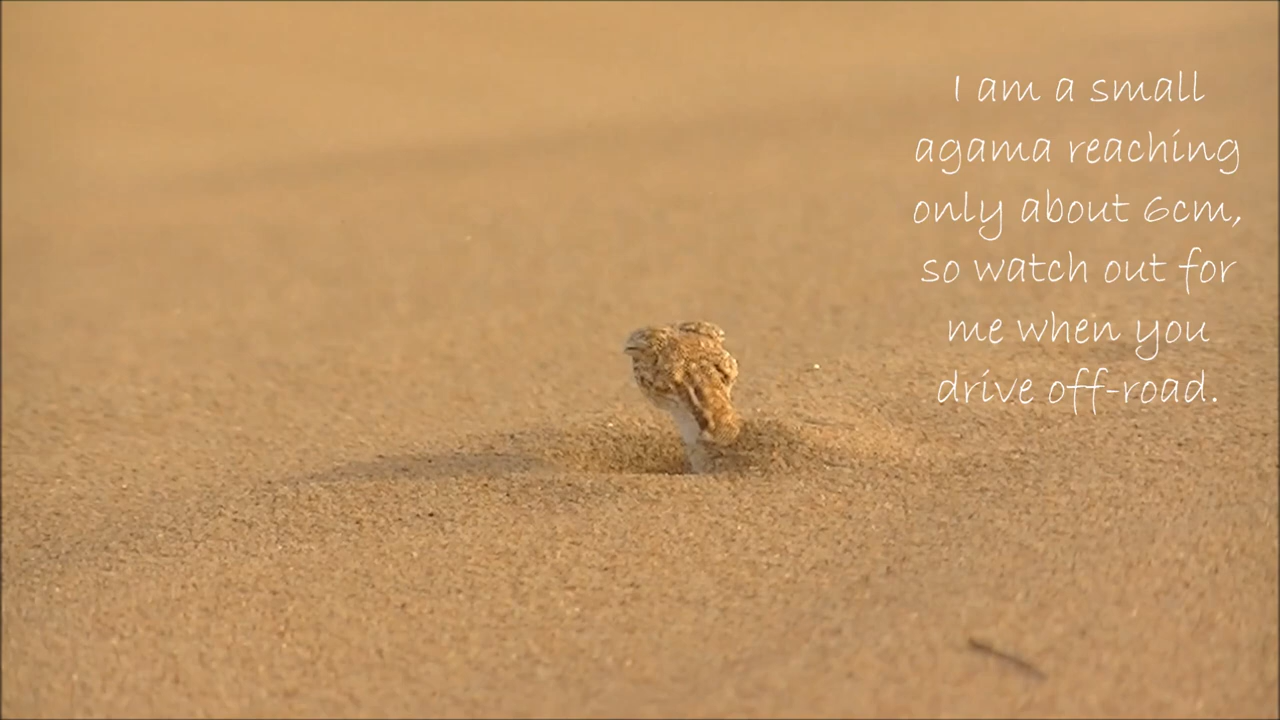 I am a small
agama reaching
only about 6cm,
so watch out for
me when you
drive off-road.